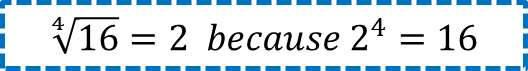 ∜16 = 2 because 2⁴ = 16